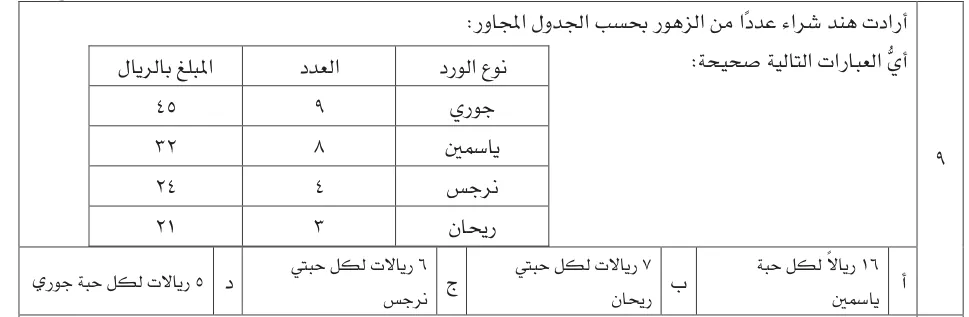 ٩
أرادت هند شراء عددًا من الزهور بحسب الجدول المجاور:
أيُّ العبارات التالية صحيحة:
نوع الورد العدد المبلغ بالريال
جوري ٩ ٤٥
ياسمين ٨ ٣٢
نرجس ٤ ٢٤
ريحان ٣ ٢١
أ ١٦ ريالاً لكل حبة
ياسمين
ب ٧ ريالات لكل حبتي
ريحان
ج ٦ ريالات لكل حبتي
نرجس
د ٥ ريالات لكل حبة جوري